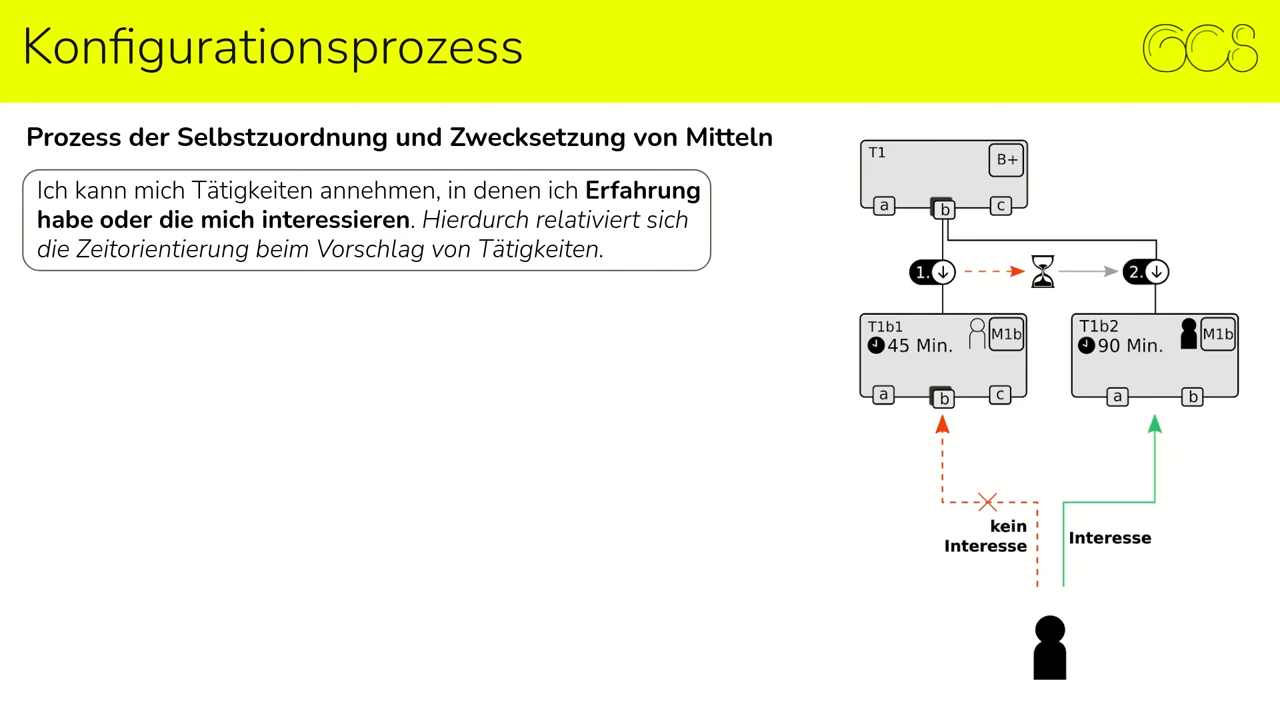 Konfigurationsprozess
GCS
Prozess der Selbstzuordnung und Zwecksetzung von Mitteln
Ich kann mich Tätigkeiten annehmen, in denen ich Erfahrung
habe oder die mich interessieren. Hierdurch relativiert sich
die Zeitorientierung beim Vorschlag von Tätigkeiten.
T1
B+
a
b
c
1.
2.
T1b1
M1b
45 Min.
a
b
c
T1b2
M1b
90 Min.
a
b
kein
Interesse
Interesse